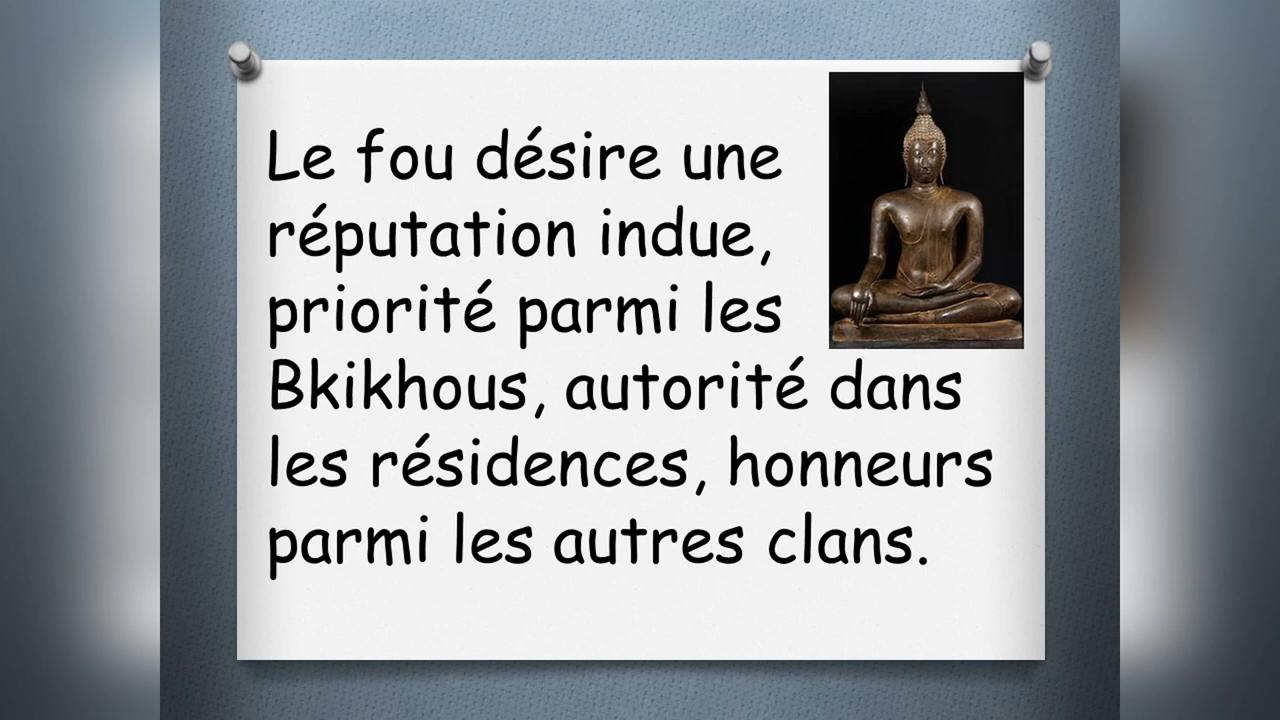 Le fou désire une
réputation indue,
priorité parmi les
Bkikhous, autorité dans
les résidences, honneurs
parmi les autres clans.